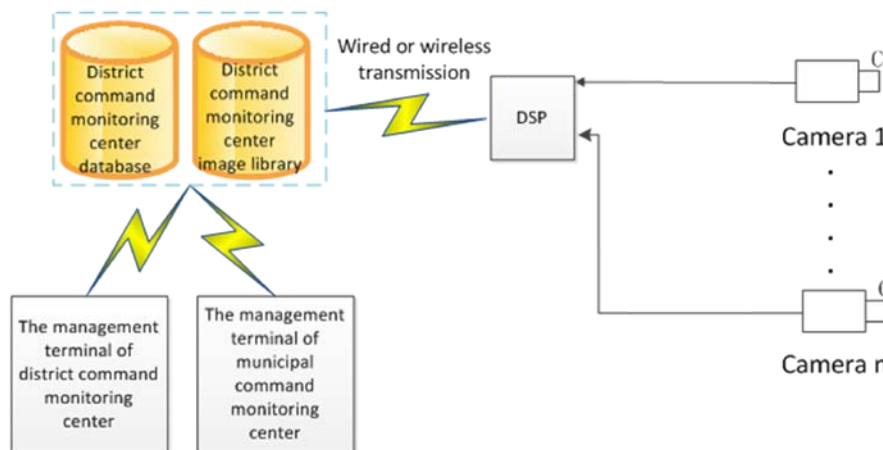 District
command
monitoring
center
database
District
command
monitoring
center
image library
Wired or wireless
transmission
DSP
C
Camera 1
C
Camera n
The management
terminal of
district command
monitoring
center
The management
terminal of
municipal
command
monitoring
center